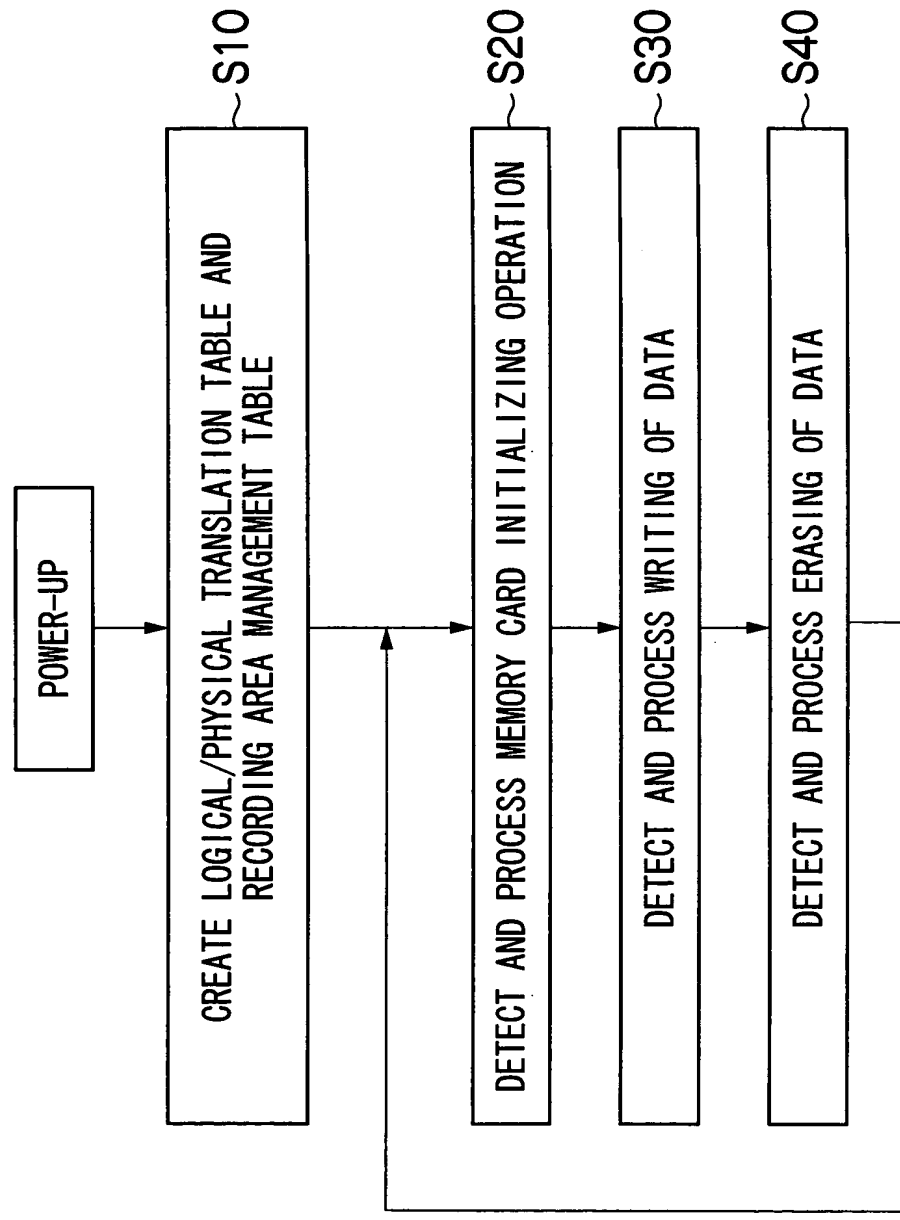 POWER-UP
CREATE LOGICAL/PHYSICAL TRANSLATION TABLE AND
RECORDING AREA MANAGEMENT TABLE
S10
DETECT AND PROCESS MEMORY CARD INITIALIZING OPERATION
S20
DETECT AND PROCESS WRITING OF DATA
S30
DETECT AND PROCESS ERASING OF DATA
S40